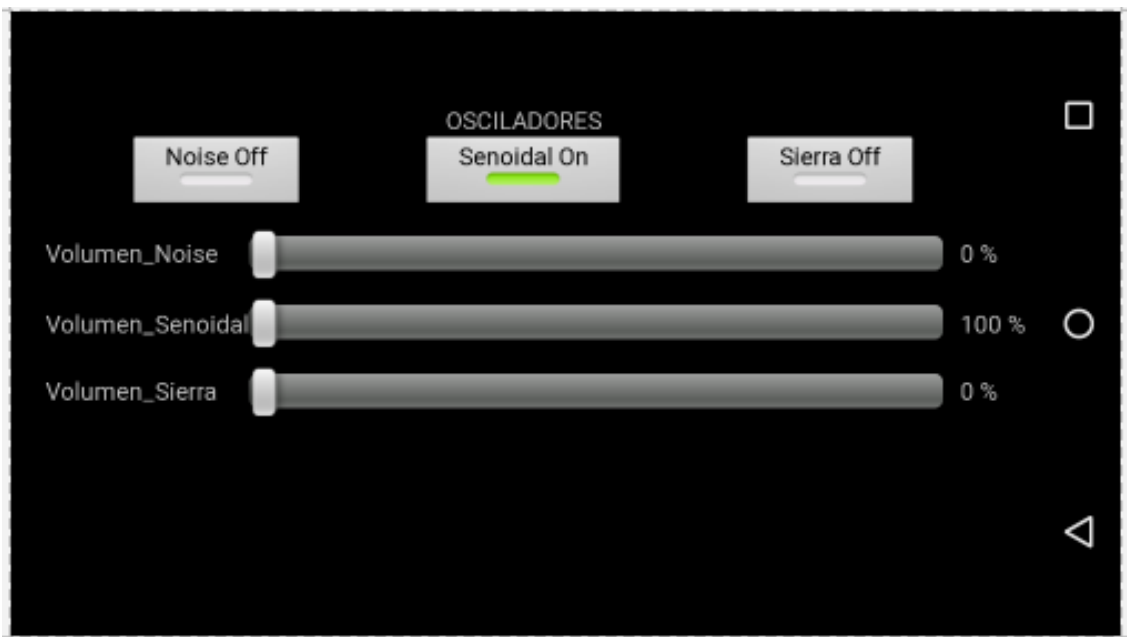 OSCILADORES
Noise Off
Senoidal On
Sierra Off
Volumen_Noise
0 %
Volumen_Senoidal
100 %
Volumen_Sierra
0 %